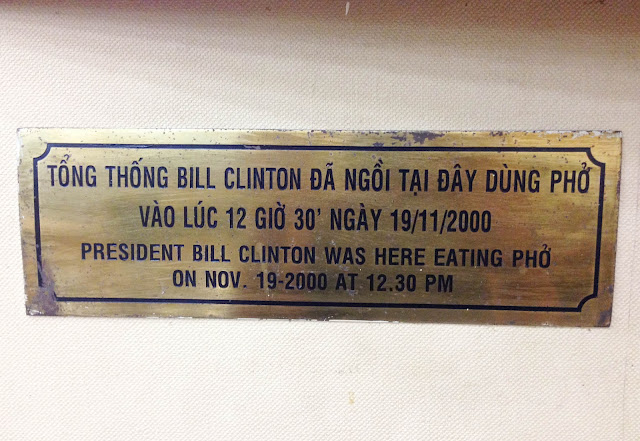 TỔNG THỐNG BILL CLINTON ĐÃ NGỒI TẠI ĐÂY DÙNG PHỞ
VÀO LÚC 12 GIỜ 30' NGÀY 19/11/2000
PRESIDENT BILL CLINTON WAS HERE EATING PHỞ
ON NOV. 19-2000 AT 12.30 PM